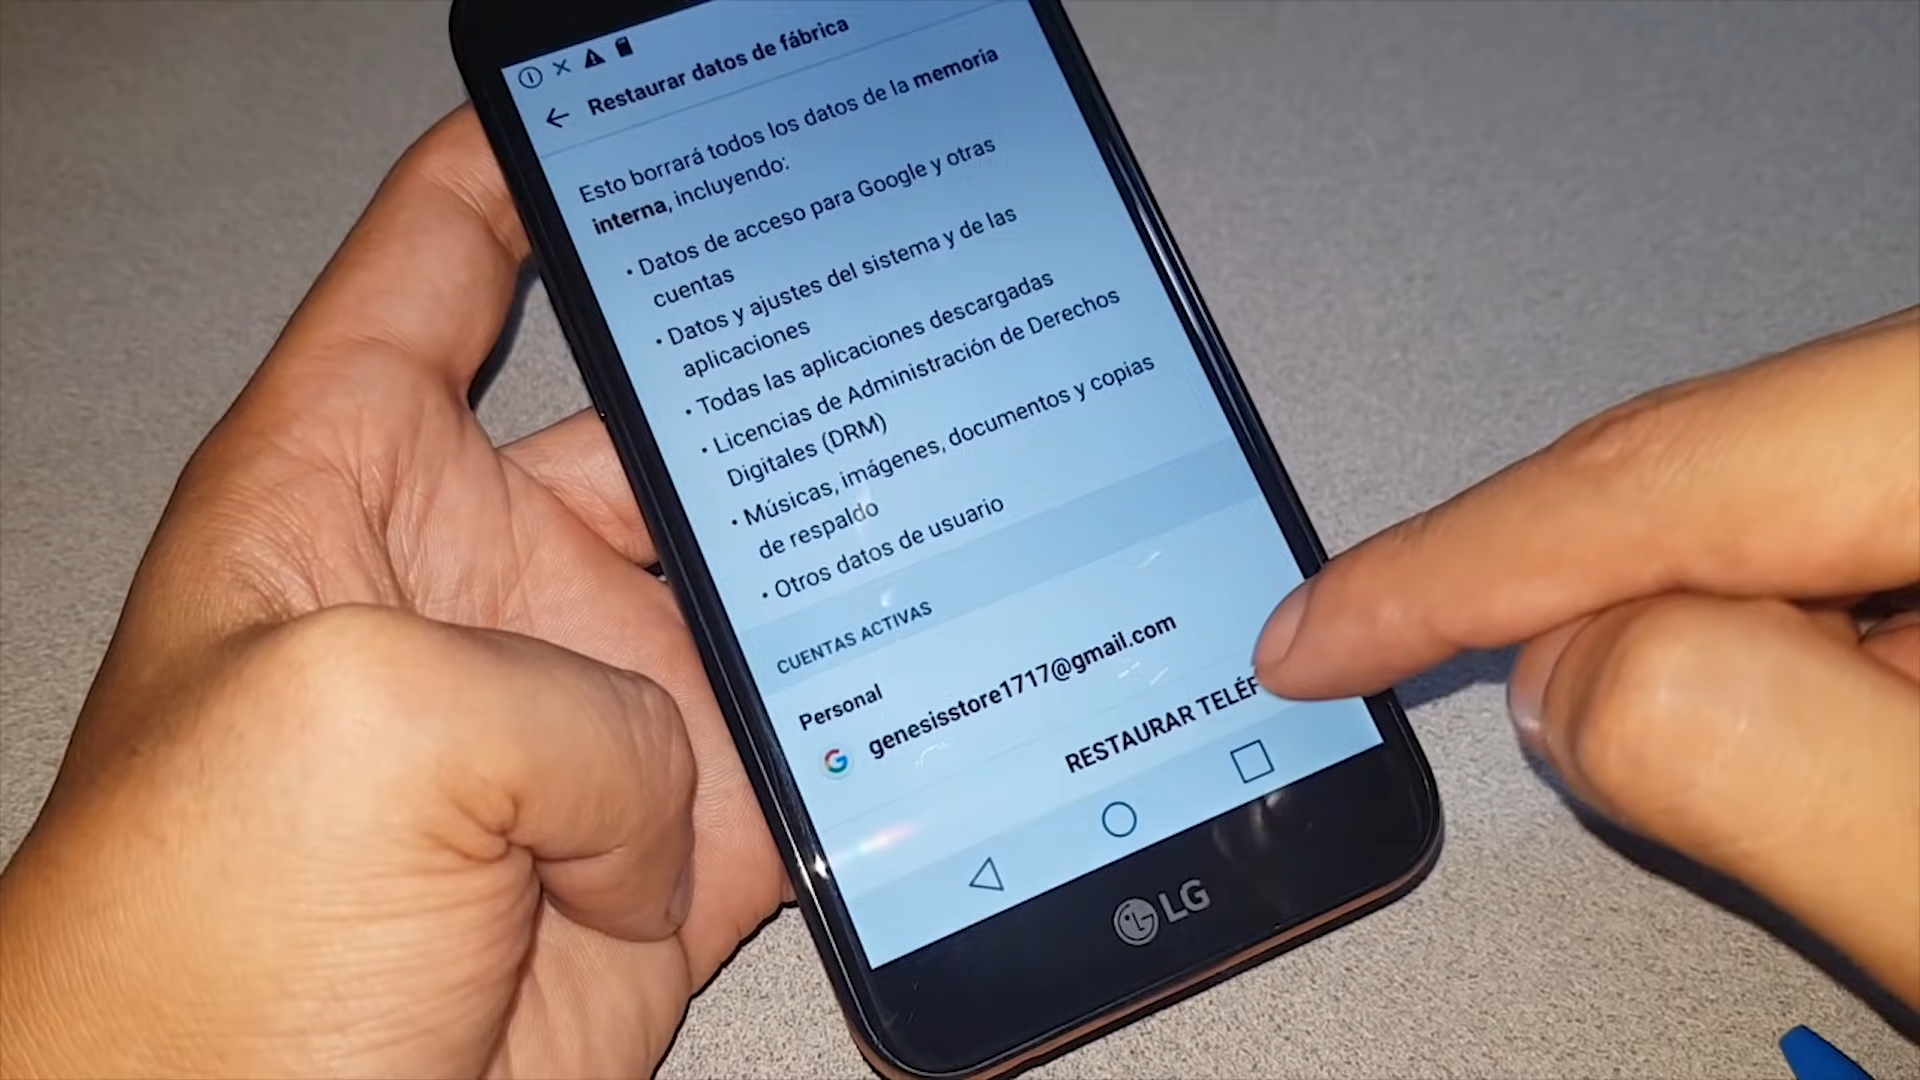 Restaurar datos de fábrica
Esto borrará todos los datos de la memoria
interna, incluyendo:
• Datos de acceso para Google y otras
cuentas
• Datos y ajustes del sistema y de las
aplicaciones
• Todas las aplicaciones descargadas
• Licencias de Administración de Derechos
Digitales (DRM)
• Músicas, imágenes, documentos y copias
de respaldo
• Otros datos de usuario
CUENTAS ACTIVAS
Personal
genesisstore1717@gmail.com
RESTAURAR TELÉF
LG